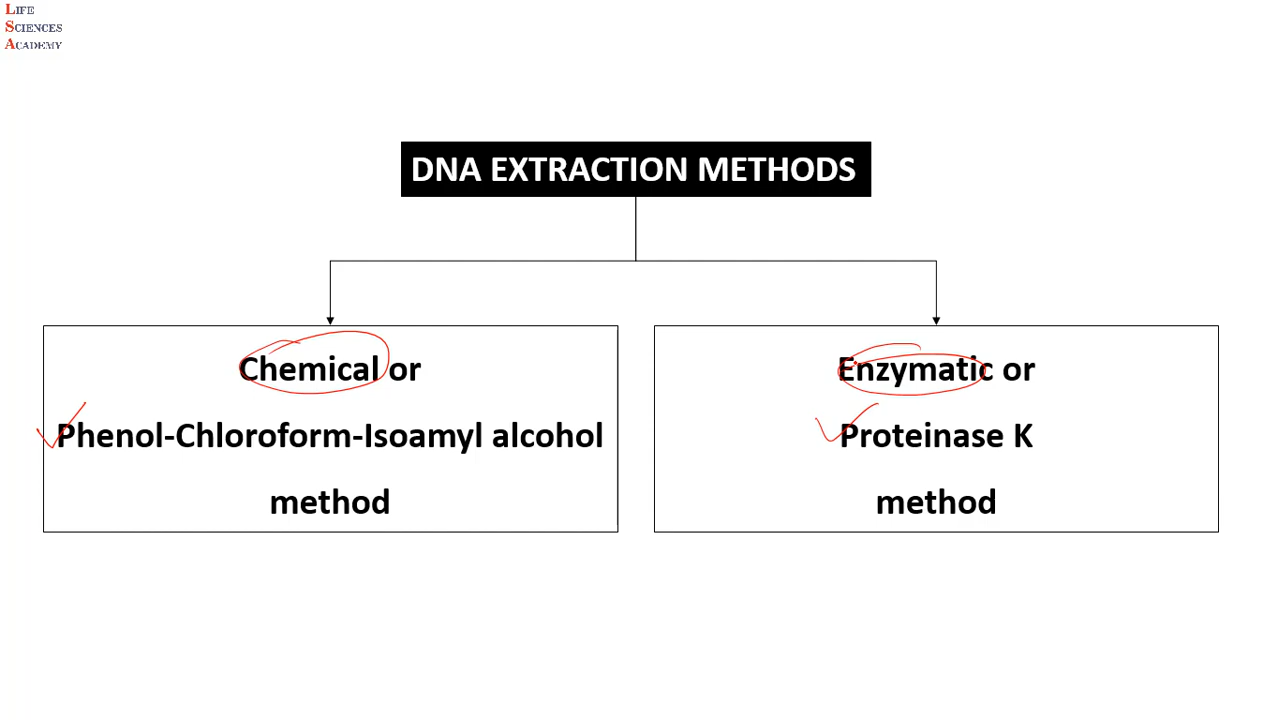 LIFE
SCIENCES
ACADEMY
DNA EXTRACTION METHODS
Chemical or
Phenol-Chloroform-Isoamyl alcohol
method
Enzymatic or
Proteinase K
method